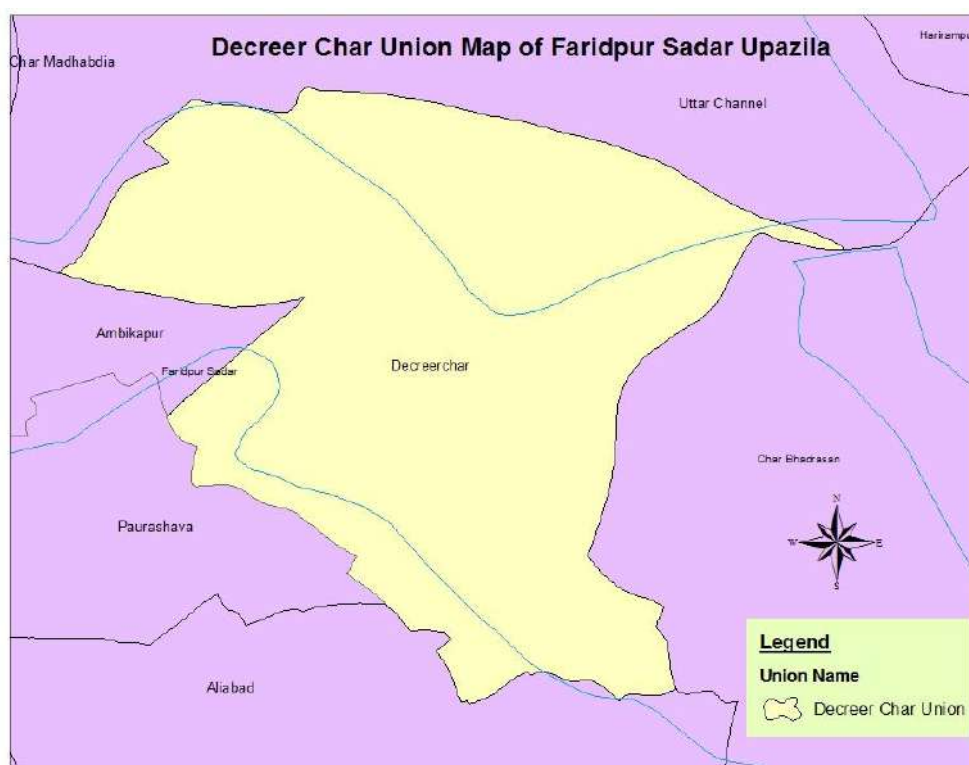 Decreer Char Union Map of Faridpur Sadar Upazila
Char Madhabdia
Uttar Channel
Ambikapur
Faridpur Sadar
Decreerchar
Char Bhadrasan
Paurashava
N
W
E
S
Aliabad
Legend
Union Name
Decreer Char Union